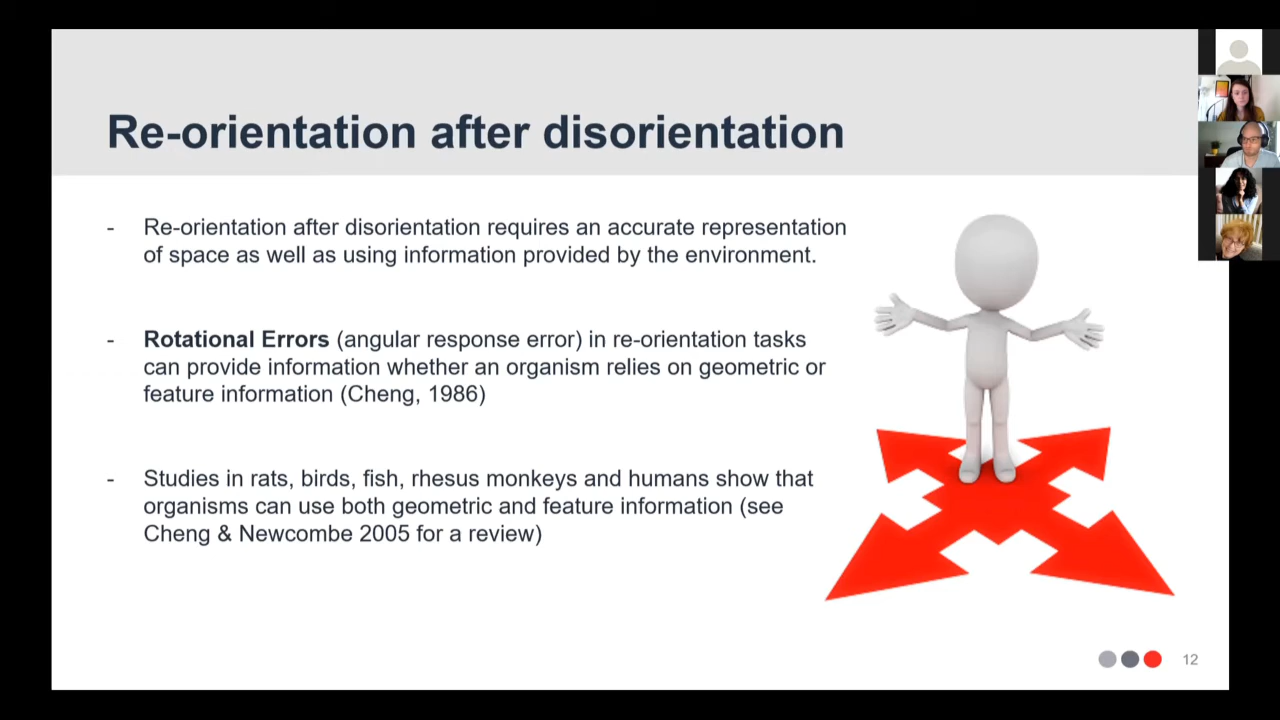 Re-orientation after disorientation
- Re-orientation after disorientation requires an accurate representation
of space as well as using information provided by the environment.
- Rotational Errors (angular response error) in re-orientation tasks
can provide information whether an organism relies on geometric or
feature information (Cheng, 1986)
- Studies in rats, birds, fish, rhesus monkeys and humans show that
organisms can use both geometric and feature information (see
Cheng & Newcombe 2005 for a review)
12